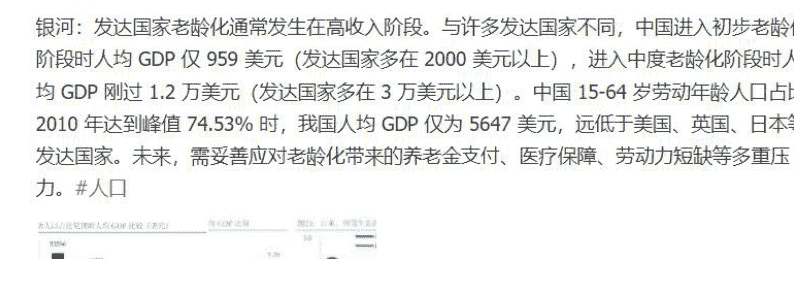 银河：发达国家老龄化通常发生在高收入阶段。与许多发达国家不同，中国进入初步老龄化
阶段时人均 GDP 仅 959 美元（发达国家多在 2000 美元以上），进入中度老龄化阶段时人
均 GDP 刚过 1.2 万美元（发达国家多在 3 万美元以上）。中国 15-64 岁劳动年龄人口占比
2010 年达到峰值 74.53% 时，我国人均 GDP 仅为 5647 美元，远低于美国、英国、日本等
发达国家。未来，需妥善应对老龄化带来的养老金支付、医疗保障、劳动力短缺等多重压
力。#人口